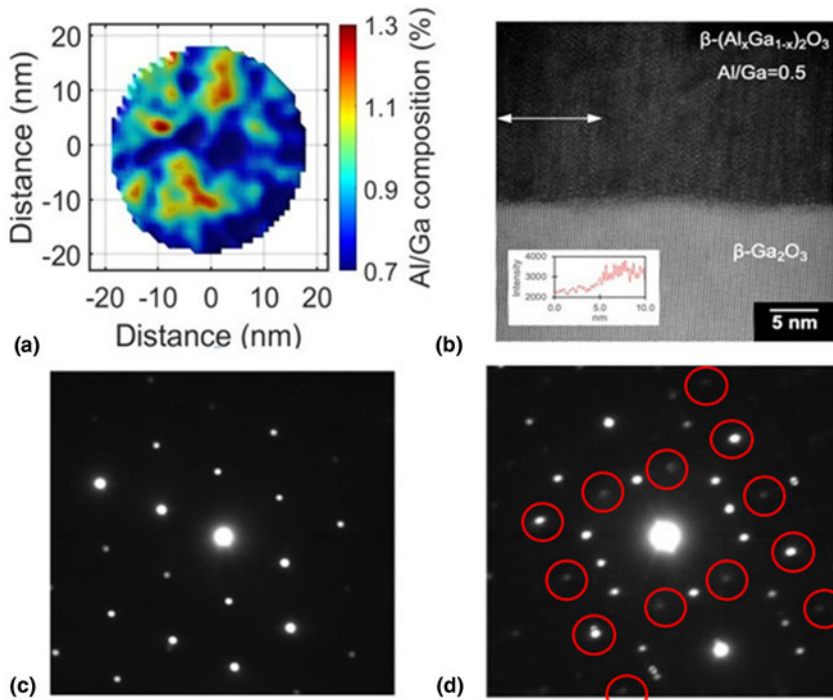 20
10
0
-10
-20
Distance (nm)
-20 -10 0 10 20
Distance (nm)
1.3
1.1
0.9
0.7
Al/Ga composition (%)
(a)
β-(AlₓGa₁₋ₓ)₂O₃
Al/Ga=0.5
β-Ga₂O₃
4000
3000
2000
Intensity
0.0 5.0 10.0
nm
5 nm
(b)
(c)
(d)